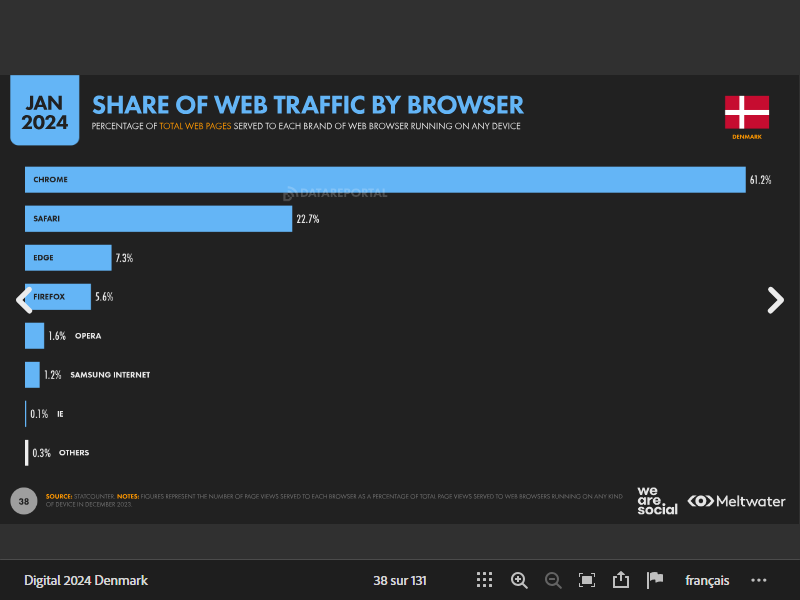 JAN
2024
SHARE OF WEB TRAFFIC BY BROWSER
PERCENTAGE OF TOTAL WEB PAGES SERVED TO EACH BRAND OF WEB BROWSER RUNNING ON ANY DEVICE
DENMARK
CHROME 61.2%
DATAREPORTAL
SAFARI 22.7%
EDGE 7.3%
FIREFOX 5.6%
1.6% OPERA
1.2% SAMSUNG INTERNET
0.1% IE
0.3% OTHERS
38
SOURCE: STATCOUNTER. NOTES: FIGURES REPRESENT THE NUMBER OF PAGE VIEWS SERVED TO EACH BROWSER AS A PERCENTAGE OF TOTAL PAGE VIEWS SERVED TO WEB BROWSERS RUNNING ON ANY KIND
OF DEVICE IN DECEMBER 2023.
we
are
social
Meltwater
Digital 2024 Denmark 38 sur 131 français